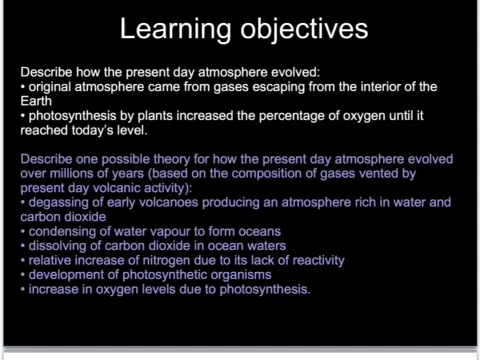 Learning objectives
Describe how the present day atmosphere evolved:
• original atmosphere came from gases escaping from the interior of the
Earth
• photosynthesis by plants increased the percentage of oxygen until it
reached today's level.
Describe one possible theory for how the present day atmosphere evolved
over millions of years (based on the composition of gases vented by
present day volcanic activity):
• degassing of early volcanoes producing an atmosphere rich in water and
carbon dioxide
• condensing of water vapour to form oceans
• dissolving of carbon dioxide in ocean waters
• relative increase of nitrogen due to its lack of reactivity
• development of photosynthetic organisms
• increase in oxygen levels due to photosynthesis.